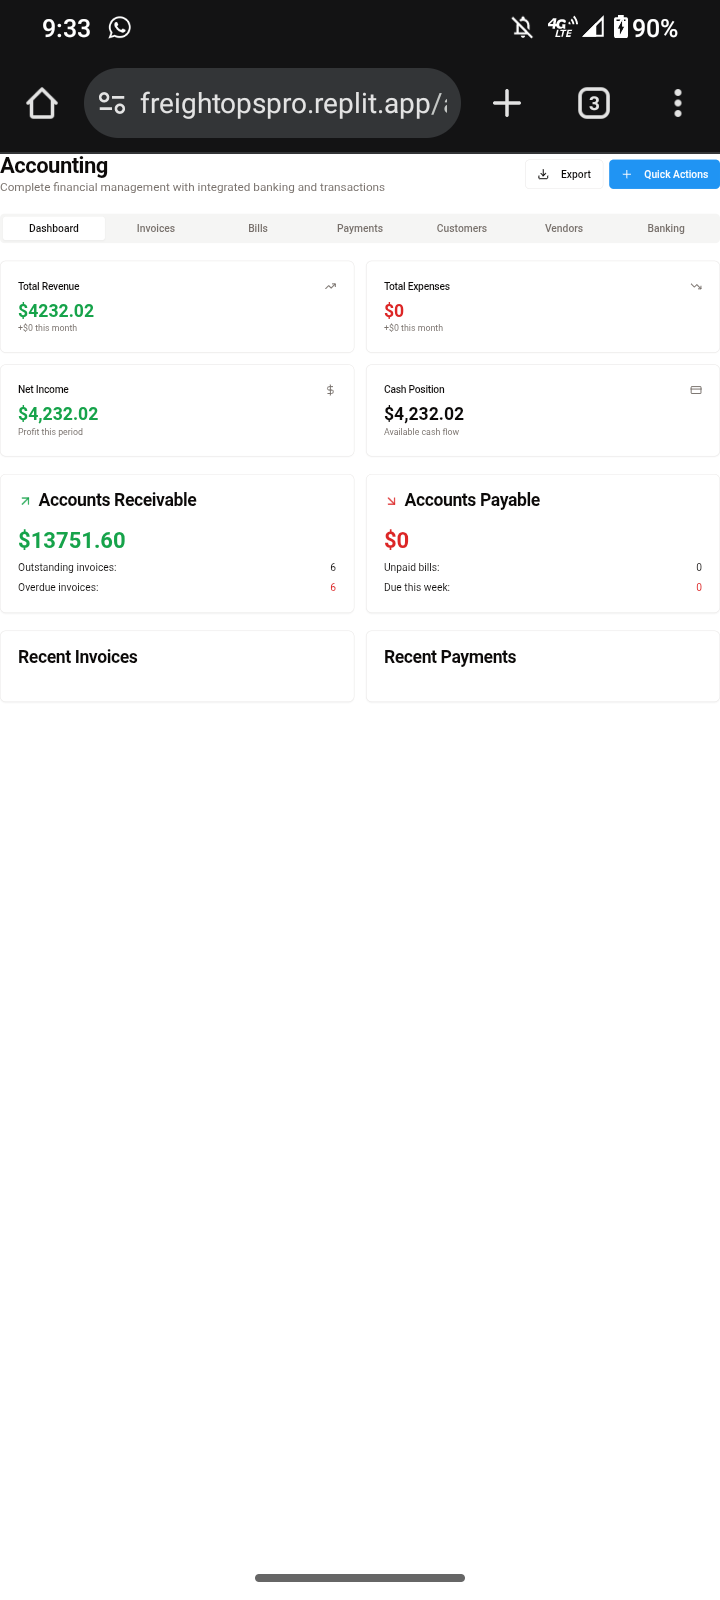 9:33
4G LTE 90%
freightopspro.replit.app/
3
Accounting
Complete financial management with integrated banking and transactions
Export
Quick Actions
Dashboard Invoices Bills Payments Customers Vendors Banking
Total Revenue
$4232.02
+$0 this month
Total Expenses
$0
+$0 this month
Net Income
$4,232.02
Profit this period
Cash Position
$4,232.02
Available cash flow
Accounts Receivable
$13751.60
Outstanding invoices: 6
Overdue invoices: 6
Accounts Payable
$0
Unpaid bills: 0
Due this week: 0
Recent Invoices
Recent Payments